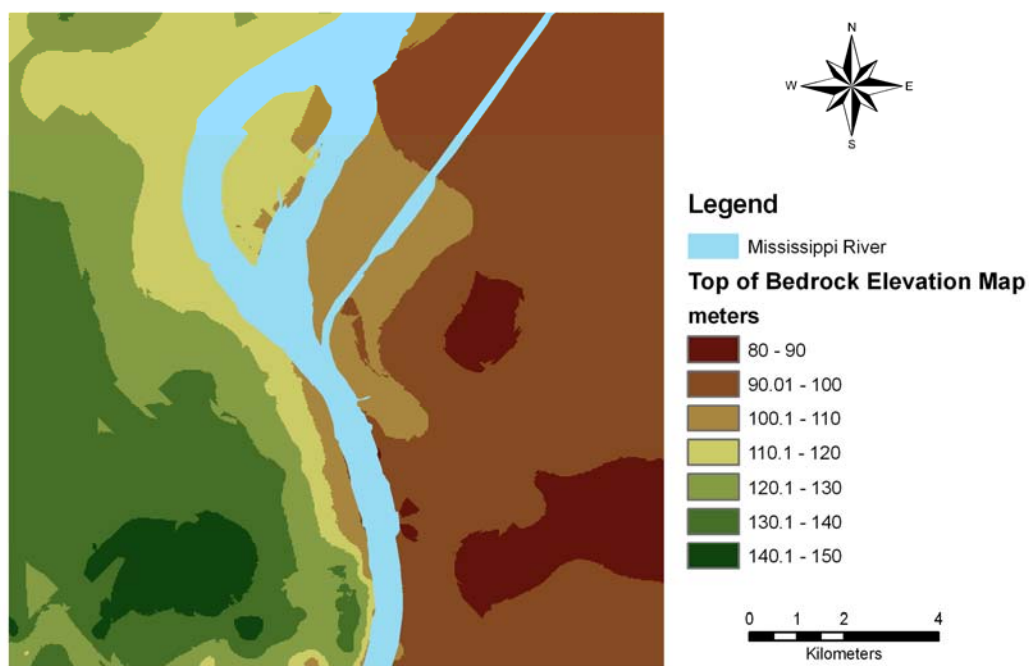 N
W E
S
Legend
Mississippi River
Top of Bedrock Elevation Map
meters
80 - 90
90.01 - 100
100.1 - 110
110.1 - 120
120.1 - 130
130.1 - 140
140.1 - 150
0 1 2 4
Kilometers